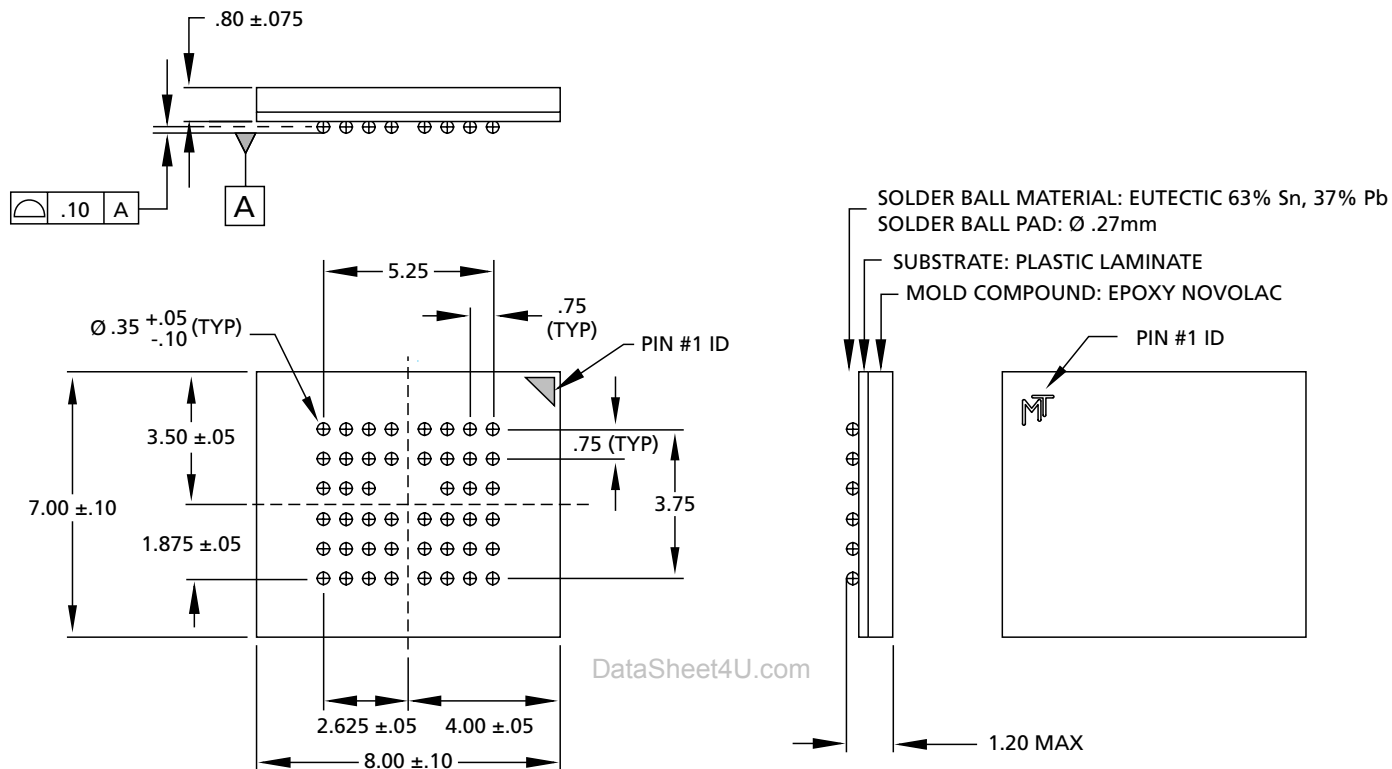 .80 ±.075
.10 A
A
SOLDER BALL MATERIAL: EUTECTIC 63% Sn, 37% Pb
SOLDER BALL PAD: Ø .27mm
SUBSTRATE: PLASTIC LAMINATE
MOLD COMPOUND: EPOXY NOVOLAC
PIN #1 ID
MT
5.25
.75
(TYP)
Ø .35 +.05
-.10 (TYP)
PIN #1 ID
3.50 ±.05
.75 (TYP)
7.00 ±.10
3.75
1.875 ±.05
DataSheet4U.com
2.625 ±.05
4.00 ±.05
8.00 ±.10
1.20 MAX